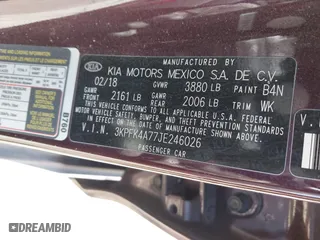 MANUFACTURED BY
KIA KIA MOTORS MEXICO S.A. DE C.V.
02/18 GVWR 3880 LB PAINT B4N
GAWR FRONT 2161 LB GAWR REAR 2006 LB TRIM WK
THIS VEHICLE CONFORMS TO ALL APPLICABLE
U.S.A. FEDERAL MOTOR VEHICLE SAFETY, BUMPER,
AND THEFT PREVENTION STANDARDS IN EFFECT ON
THE DATE OF MANUFACTURE SHOWN ABOVE.
V.I.N. 3KPFK4A77JE246026
PASSENGER CAR
B760
V.I
DREAMBID